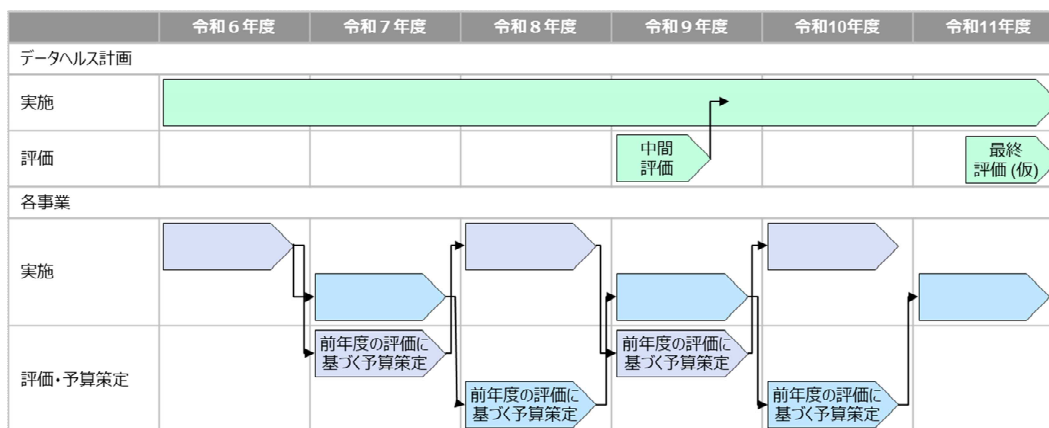 令和６年度 令和７年度 令和８年度 令和９年度 令和10年度 令和11年度
データヘルス計画
実施
評価
中間
評価
最終
評価 (仮)
各事業
実施
評価・予算策定
前年度の評価に
基づく予算策定
前年度の評価に
基づく予算策定
前年度の評価に
基づく予算策定
前年度の評価に
基づく予算策定